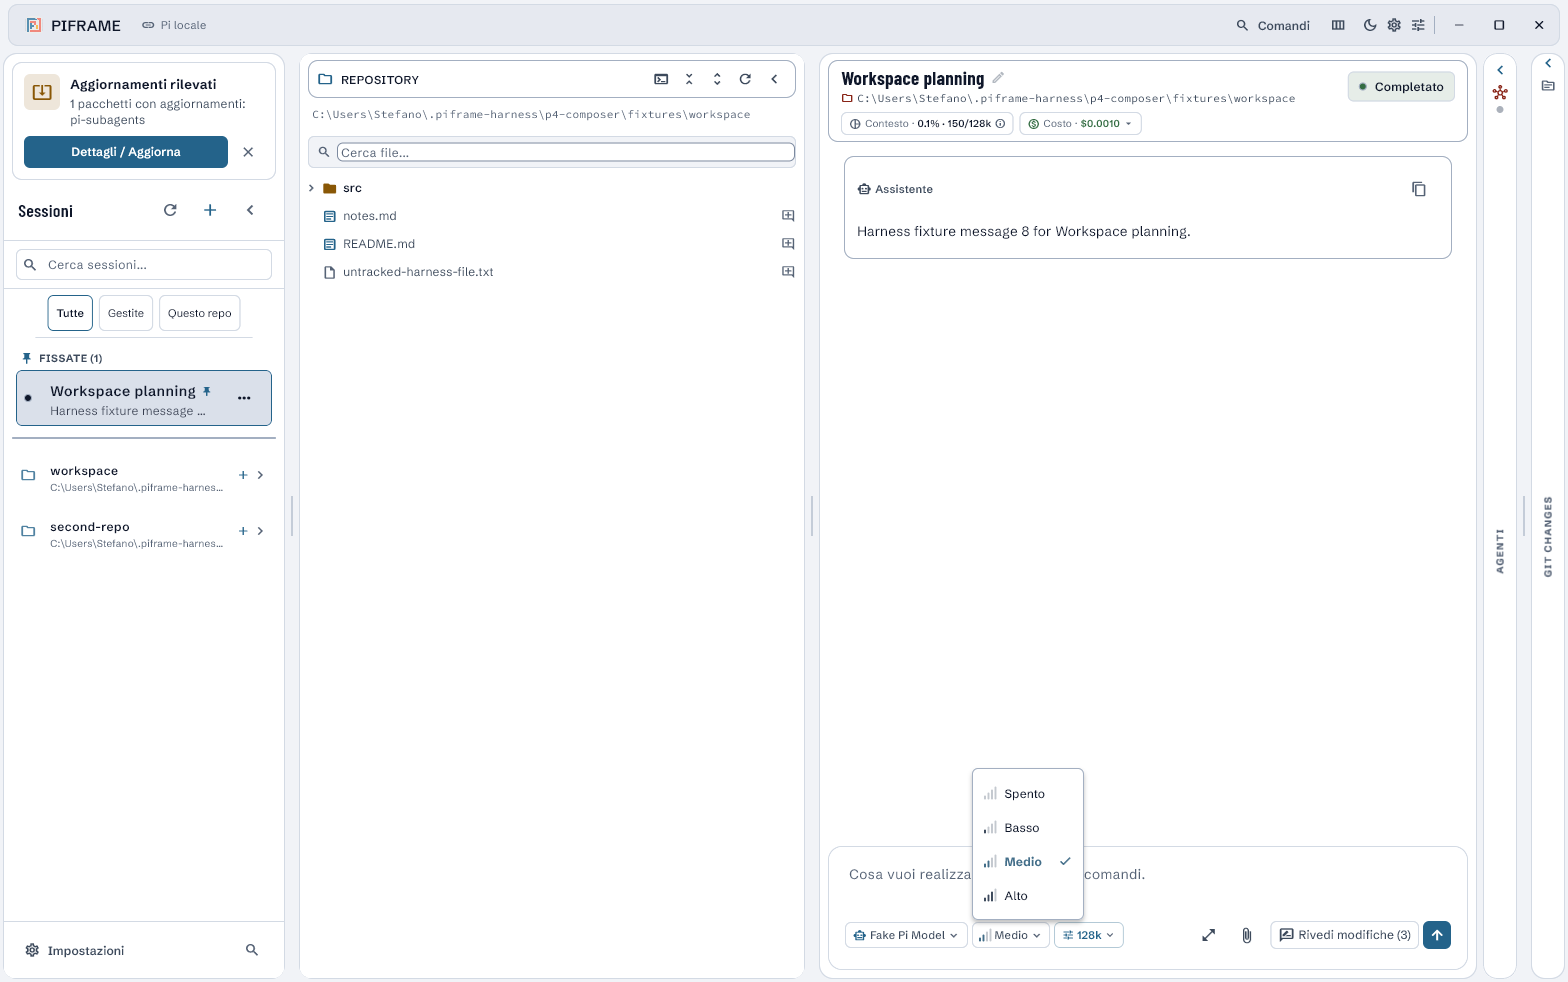 PIFRAME
Pi locale
Comandi
Aggiornamenti rilevati
1 pacchetti con aggiornamenti:
pi-subagents
Dettagli / Aggiorna
Sessioni
Cerca sessioni...
Tutte
Gestite
Questo repo
FISSATE (1)
Workspace planning
Harness fixture message ...
workspace
C:\Users\Stefano\.piframe-harnes...
second-repo
C:\Users\Stefano\.piframe-harnes...
Impostazioni
REPOSITORY
C:\Users\Stefano\.piframe-harness\p4-composer\fixtures\workspace
Cerca file...
src
notes.md
README.md
untracked-harness-file.txt
Workspace planning
C:\Users\Stefano\.piframe-harness\p4-composer\fixtures\workspace
Completato
Contesto · 0.1% · 150/128k
Costo · $0.0010
Assistente
Harness fixture message 8 for Workspace planning.
Spento
Basso
Medio
Alto
Cosa vuoi realizza comandi.
Fake Pi Model
Medio
128k
Rivedi modifiche (3)
AGENTI
GIT CHANGES